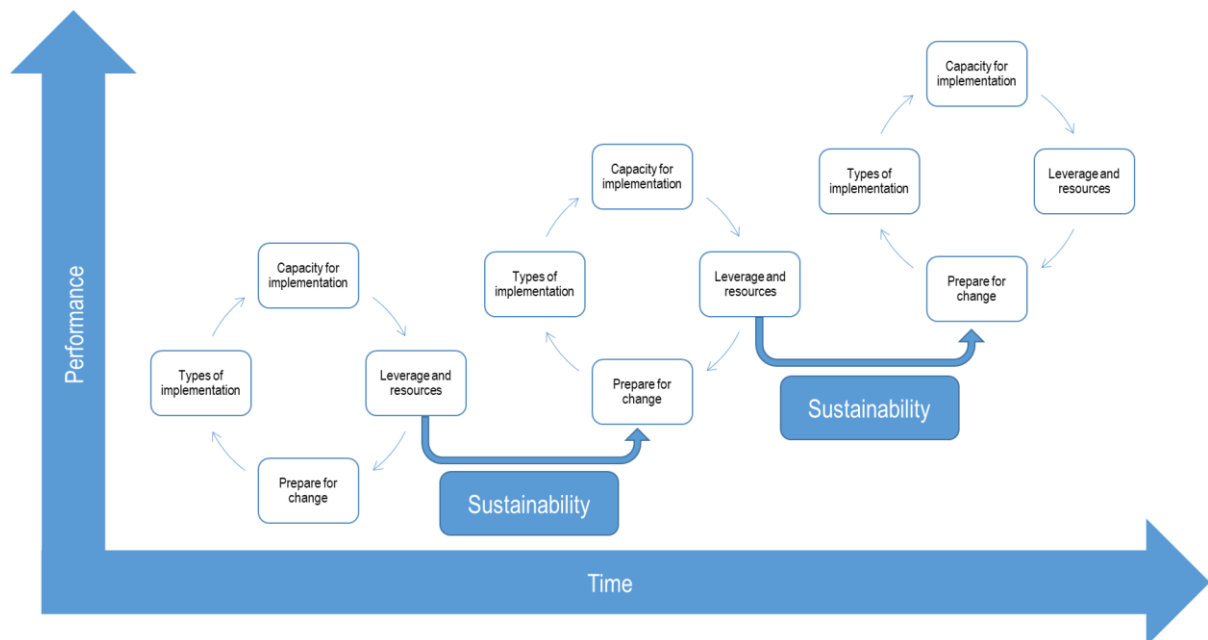 Capacity for
implementation
Types of
implementation
Leverage and
resources
Prepare for
change
Capacity for
implementation
Types of
implementation
Leverage and
resources
Prepare for
change
Capacity for
implementation
Types of
implementation
Leverage and
resources
Prepare for
change
Sustainability
Sustainability
Performance
Time